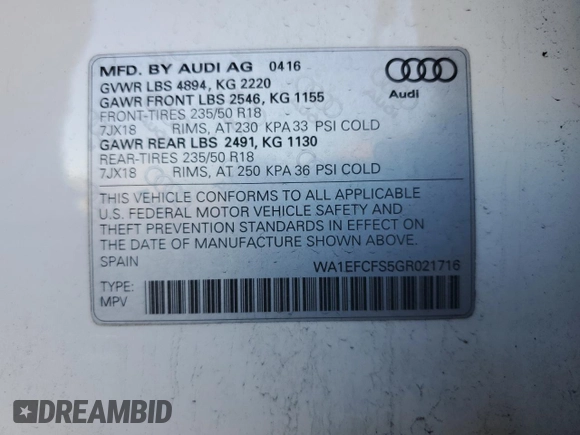 MFD. BY AUDI AG 0416
GVWR LBS 4894, KG 2220
GAWR FRONT LBS 2546, KG 1155
FRONT-TIRES 235/50 R18
7JX18 RIMS, AT 230 KPA 33 PSI COLD
GAWR REAR LBS 2491, KG 1130
REAR-TIRES 235/50 R18
7JX18 RIMS, AT 250 KPA 36 PSI COLD
Audi
THIS VEHICLE CONFORMS TO ALL APPLICABLE
U.S. FEDERAL MOTOR VEHICLE SAFETY AND
THEFT PREVENTION STANDARDS IN EFFECT ON
THE DATE OF MANUFACTURE SHOWN ABOVE.
SPAIN WA1EFCFS5GR021716
TYPE:
MPV
$DREAMBID